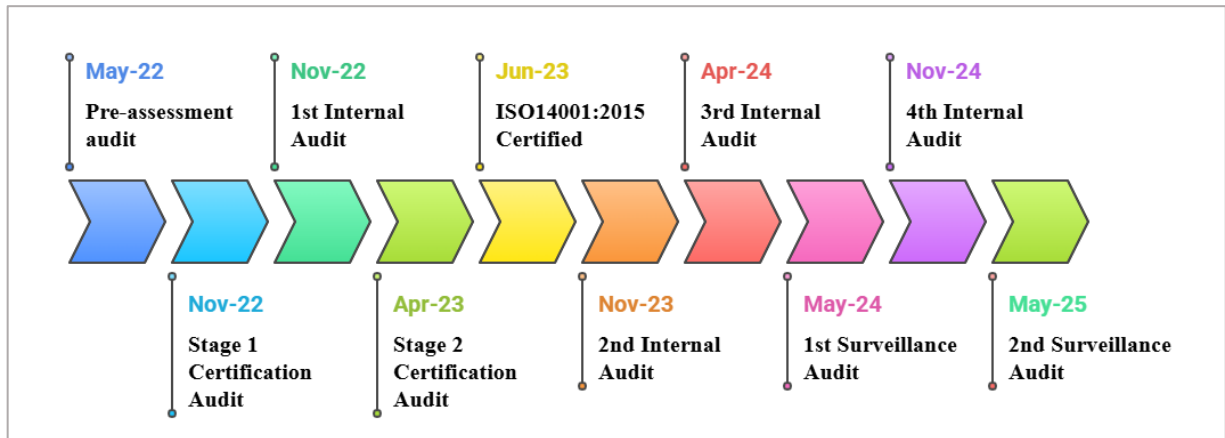 May-22
Pre-assessment
audit
Nov-22
1st Internal
Audit
Jun-23
ISO14001:2015
Certified
Apr-24
3rd Internal
Audit
Nov-24
4th Internal
Audit
Nov-22
Stage 1
Certification
Audit
Apr-23
Stage 2
Certification
Audit
Nov-23
2nd Internal
Audit
May-24
1st Surveillance
Audit
May-25
2nd Surveillance
Audit